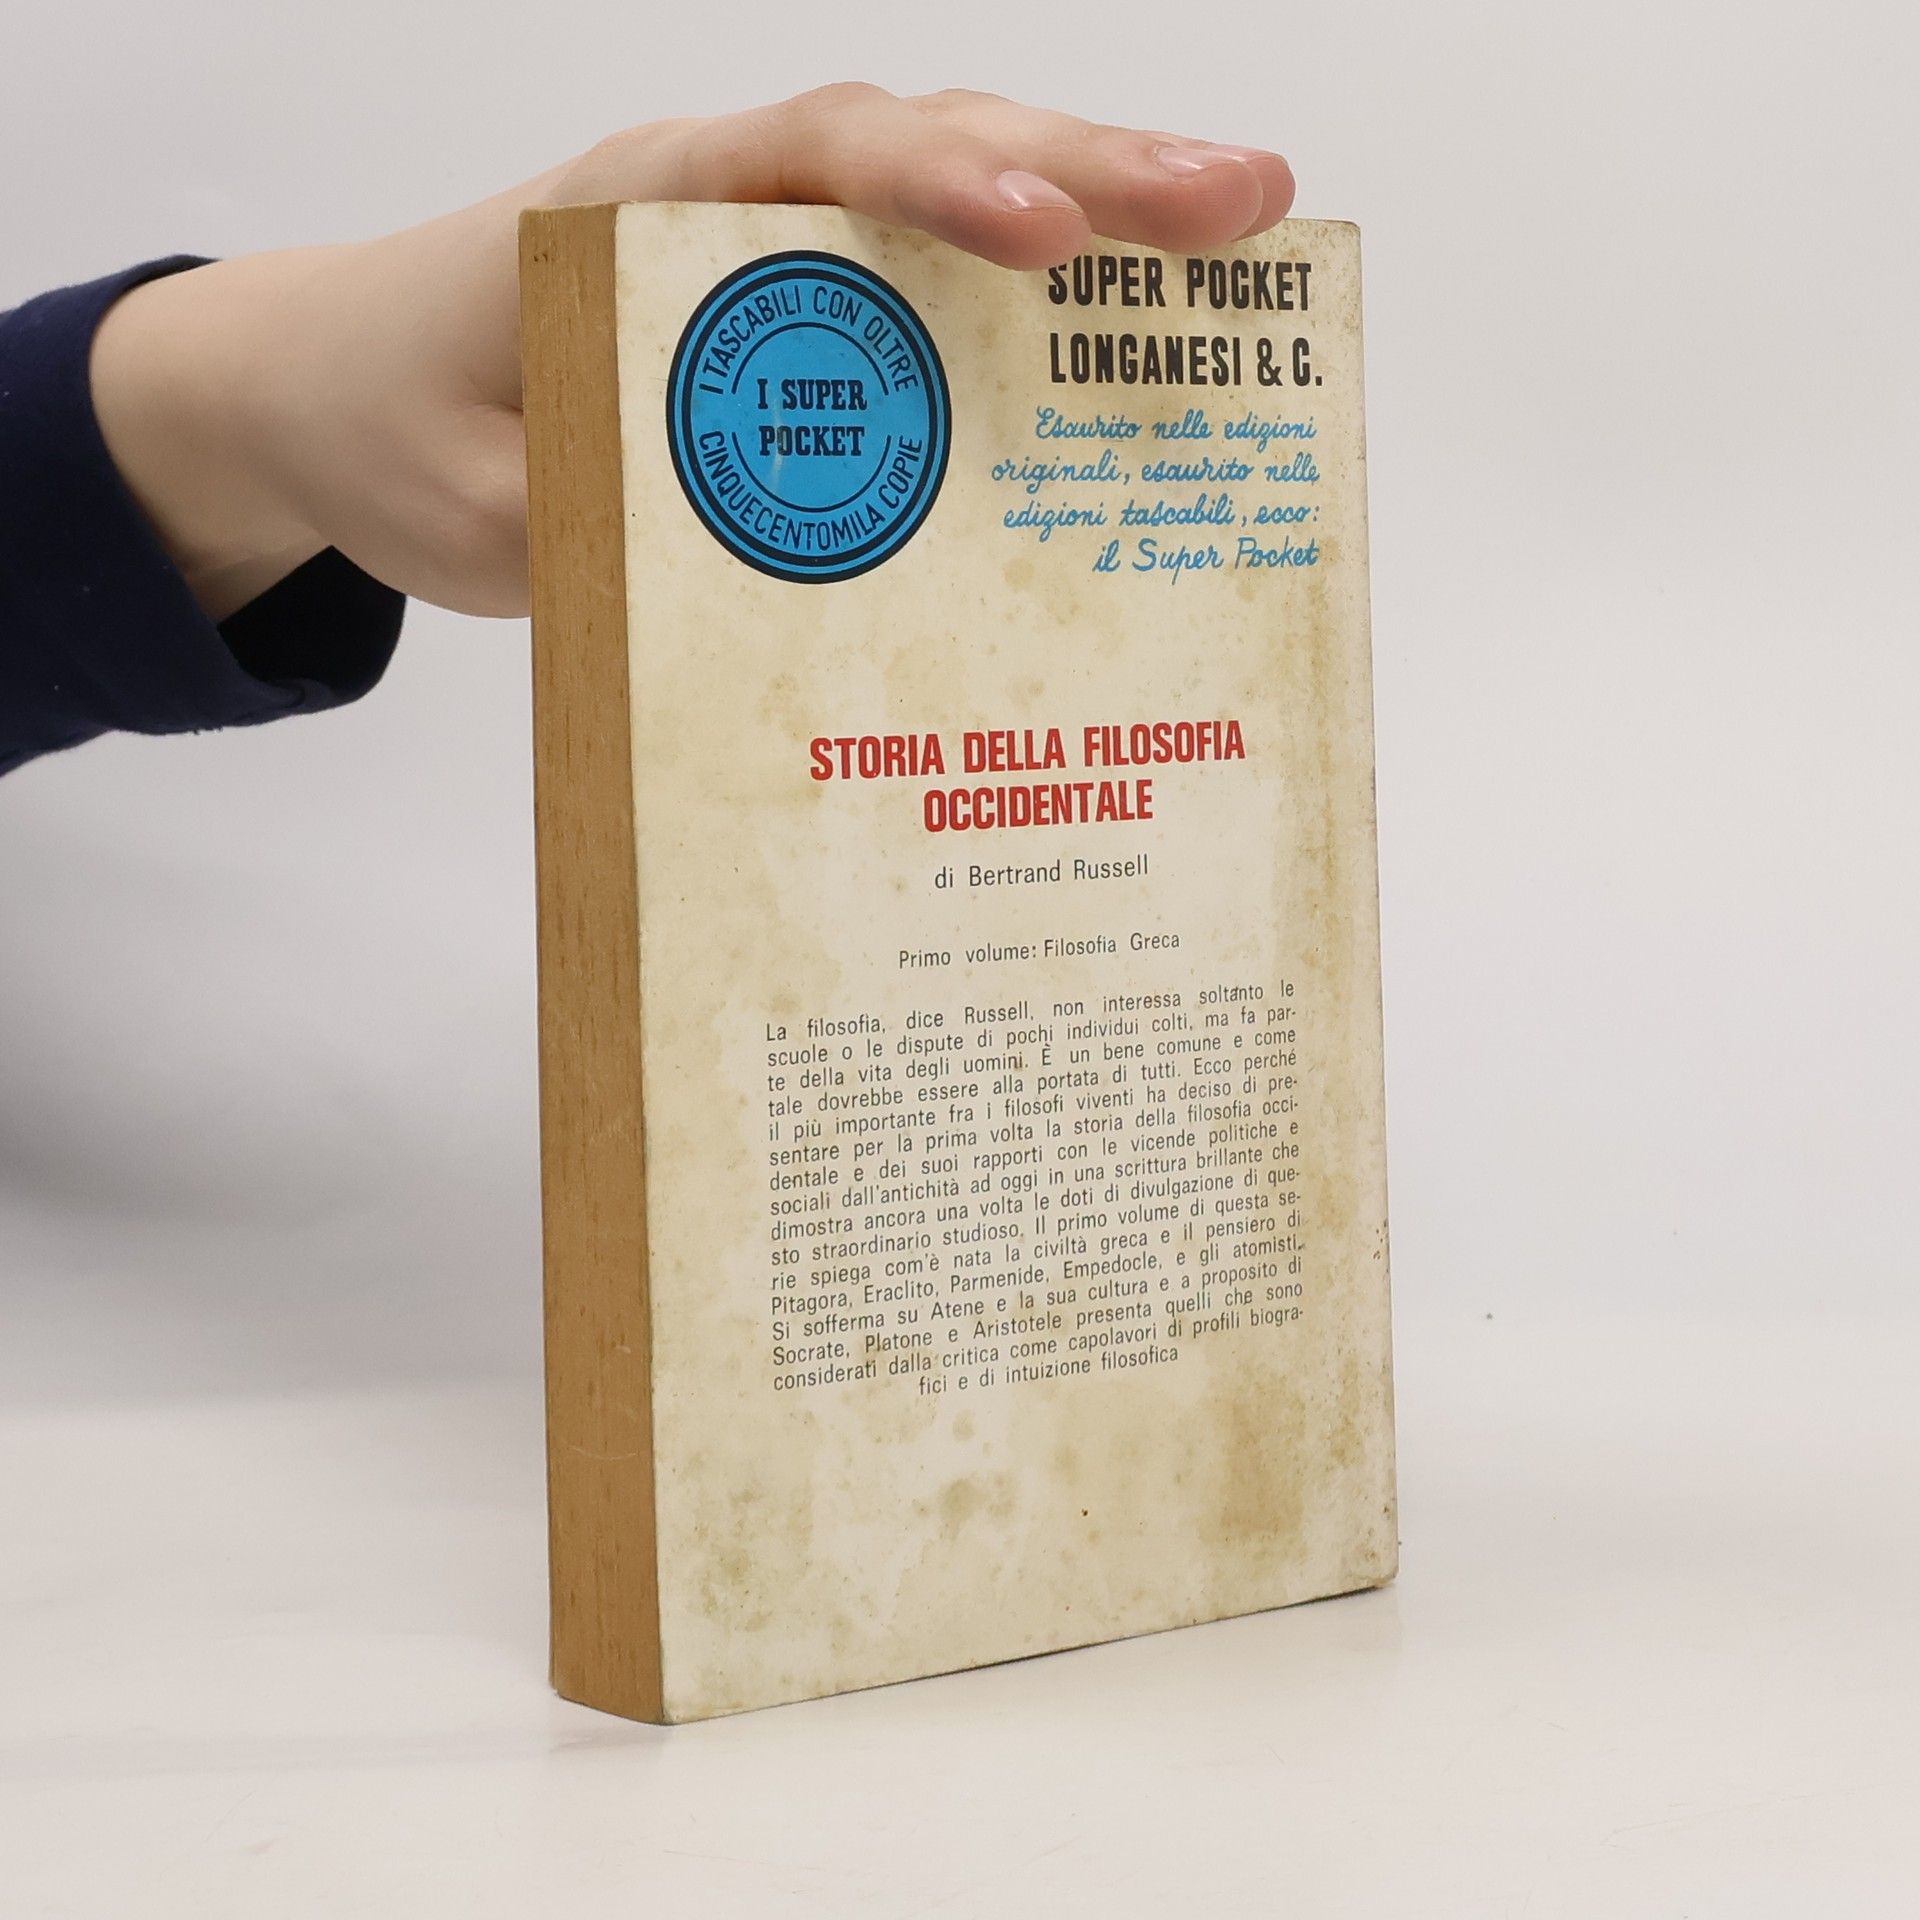 I TASCABILI CON OLTRE
I SUPER
POCKET
CINQUECENTOMILA COPIE
SUPER POCKET
LONGANESI & C.
Esaurito nelle edizioni
originali, esaurito nelle
edizioni tascabili, ecco:
il Super Pocket
STORIA DELLA FILOSOFIA
OCCIDENTALE
di Bertrand Russell
Primo volume: Filosofia Greca
La filosofia, dice Russell, non interessa soltanto le
scuole o le dispute di pochi individui colti, ma fa par-
te della vita degli uomini. È un bene comune e come
tale dovrebbe essere alla portata di tutti. Ecco perché
il più importante fra i filosofi viventi ha deciso di pre-
sentare per la prima volta la storia della filosofia occi-
dentale e dei suoi rapporti con le vicende politiche e
sociali dall'antichità ad oggi in una scrittura brillante che
dimostra ancora una volta le doti di divulgazione di que-
sto straordinario studioso. Il primo volume di questa se-
rie spiega com'è nata la civiltà greca e il pensiero di
Pitagora, Eraclito, Parmenide, Empedocle, e gli atomisti.
Si sofferma su Atene e la sua cultura e a proposito di
Socrate, Platone e Aristotele presenta quelli che sono
considerati dalla critica come capolavori di profili biogra-
fici e di intuizione filosofica